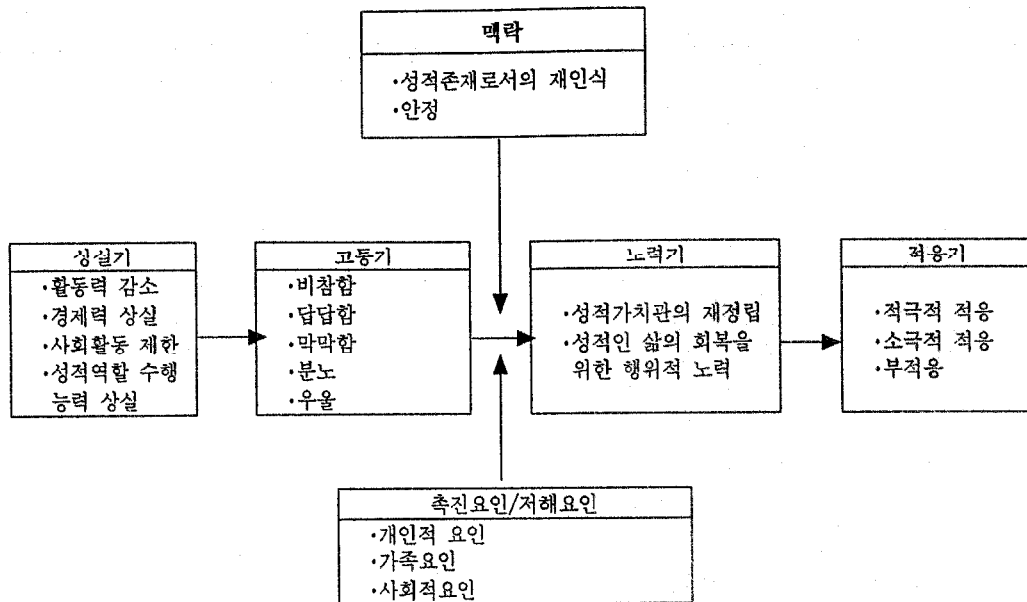 맥락
·성적존재로서의 재인식
·안정
상실기
·활동력 감소
·경제력 상실
·사회활동 제한
·성적역할 수행
능력 상실
고통기
·비참함
·답답함
·막막함
·분노
·우울
노력기
·성적가치관의 재정립
·성적인 삶의 회복을
위한 행위적 노력
적응기
·적극적 적응
·소극적 적응
·부적응
촉진요인/저해요인
·개인적 요인
·가족요인
·사회적요인